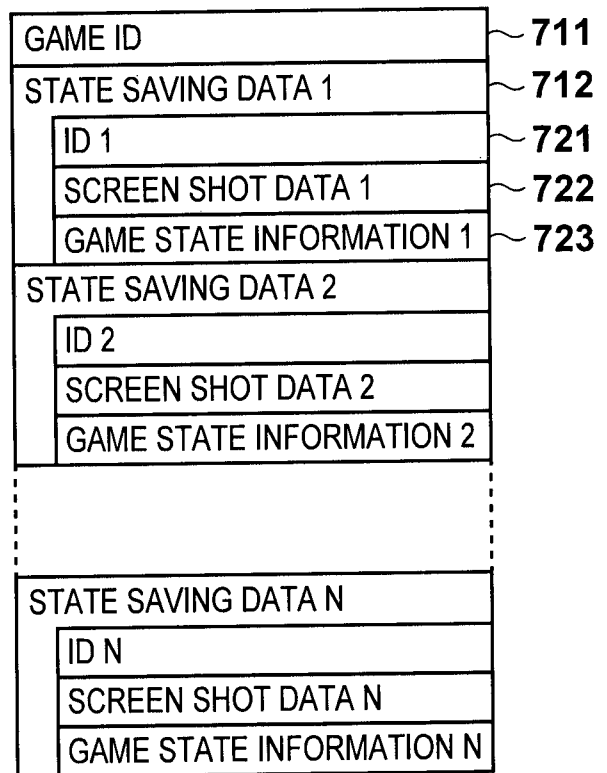 GAME ID 711
STATE SAVING DATA 1 712
ID 1 721
SCREEN SHOT DATA 1 722
GAME STATE INFORMATION 1 723
STATE SAVING DATA 2
ID 2
SCREEN SHOT DATA 2
GAME STATE INFORMATION 2
STATE SAVING DATA N
ID N
SCREEN SHOT DATA N
GAME STATE INFORMATION N